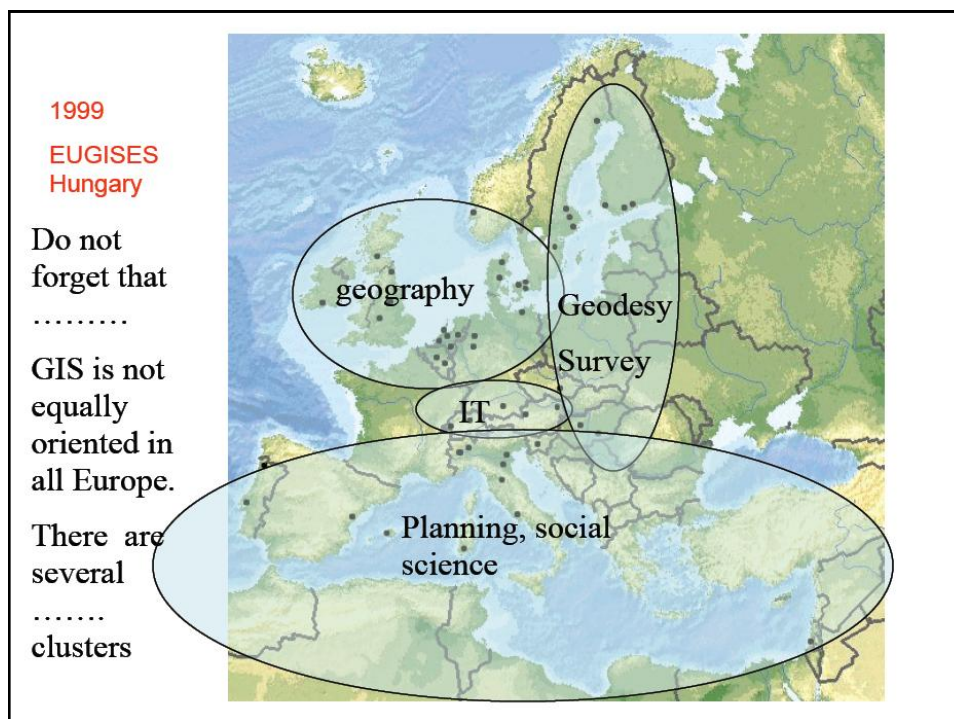 1999
EUGISES
Hungary
Do not
forget that
………
GIS is not
equally
oriented in
all Europe.
There are
several
…….
clusters
geography
Geodesy
Survey
IT
Planning, social
science